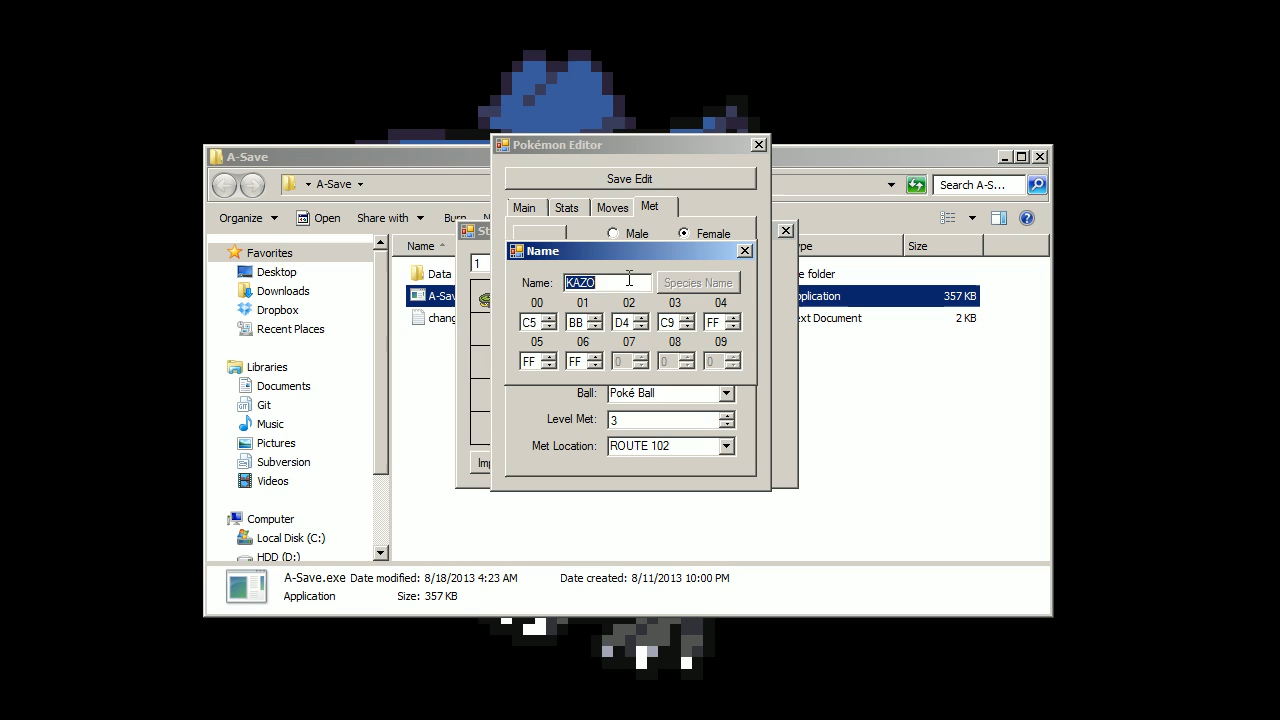 Pokémon Editor
A-Save
Save Edit
A-Save
Search A-S...
Main Stats Moves Met
Organize Open Share with Burn
Male Female
Name
Name Size
1
Name: KAZO Species Name
00 01 02 03 04
C5 BB D4 C9 FF
05 06 07 08 09
FF FF 0 0 0
Favorites
Desktop
Downloads
Dropbox
Recent Places
Libraries
Documents
Git
Music
Pictures
Subversion
Videos
Computer
Local Disk (C:)
HDD (D:)
Data
357 KB
2 KB
Ball: Poké Ball
Level Met: 3
Met Location: ROUTE 102
A-Save.exe Date modified: 8/18/2013 4:23 AM Date created: 8/11/2013 10:00 PM
Application Size: 357 KB